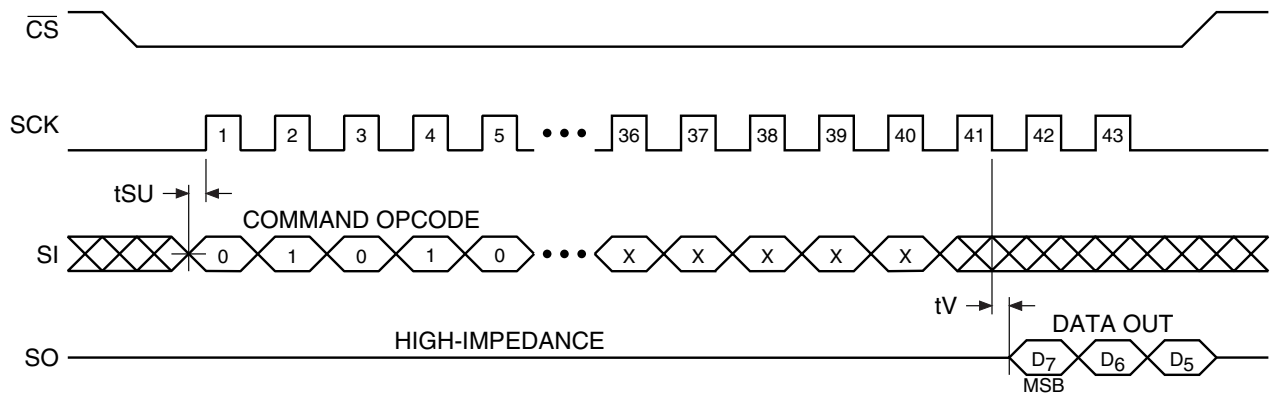 CS
SCK
1 2 3 4 5 ••• 36 37 38 39 40 41 42 43
tSU
COMMAND OPCODE
SI
0 1 0 1 0 ••• X X X X X
tV
DATA OUT
HIGH-IMPEDANCE
SO
D7 D6 D5
MSB